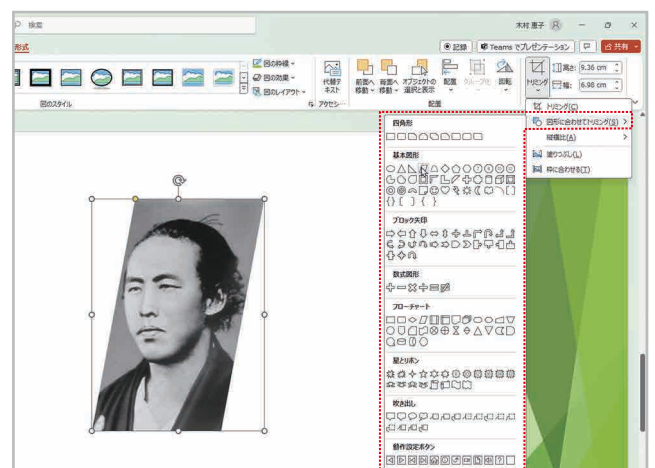 検索
木村 恵子
形式
記録
Teams でプレゼンテーション
共有
図の枠線
図の効果
図のレイアウト
代替テキスト
前面へ移動
背面へ移動
オブジェクトの選択と表示
配置
グループ化
回転
トリミング
高さ: 9.36 cm
幅: 6.98 cm
図のスタイル
アクセシ…
配置
トリミング(C)
図形に合わせてトリミング(S)
縦横比(A)
塗りつぶし(L)
枠に合わせる(T)
四角形
基本図形
ブロック矢印
数式図形
フローチャート
星とリボン
吹き出し
動作設定ボタン